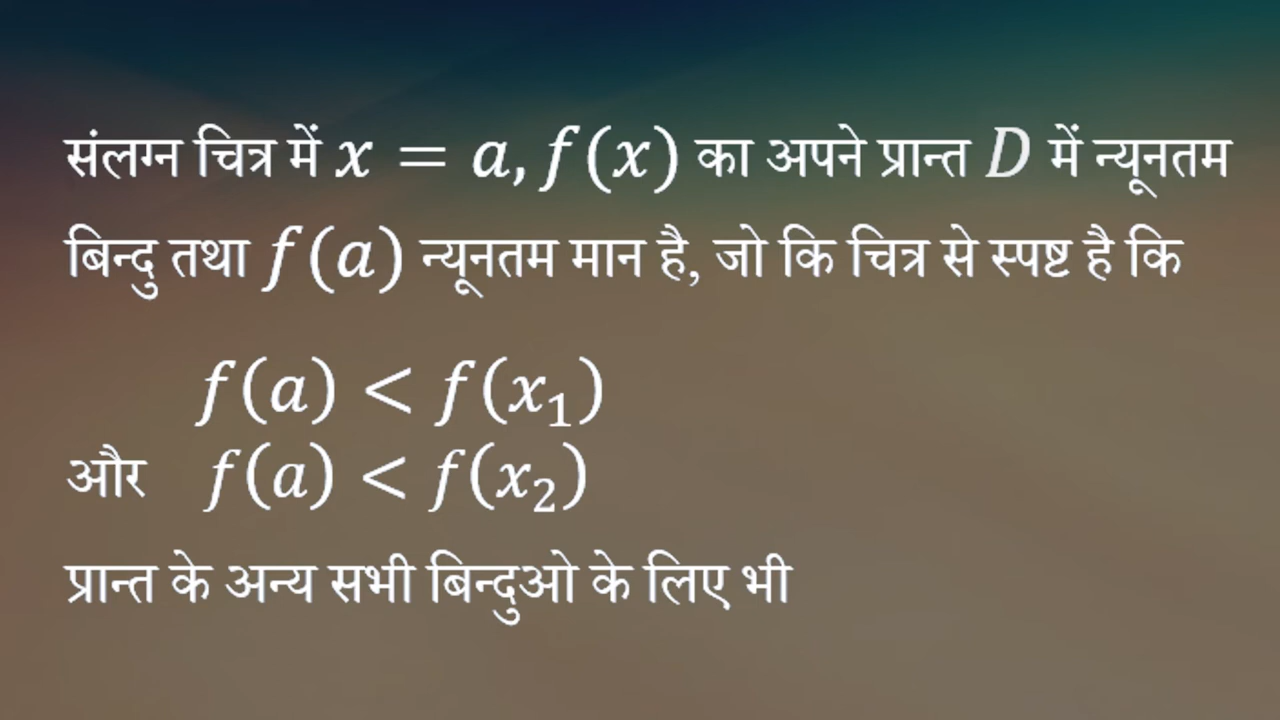 संलग्न चित्र में x = a, f(x) का अपने प्रान्त D में न्यूनतम
बिन्दु तथा f(a) न्यूनतम मान है, जो कि चित्र से स्पष्ट है कि
f(a) < f(x₁)
और f(a) < f(x₂)
प्रान्त के अन्य सभी बिन्दुओ के लिए भी